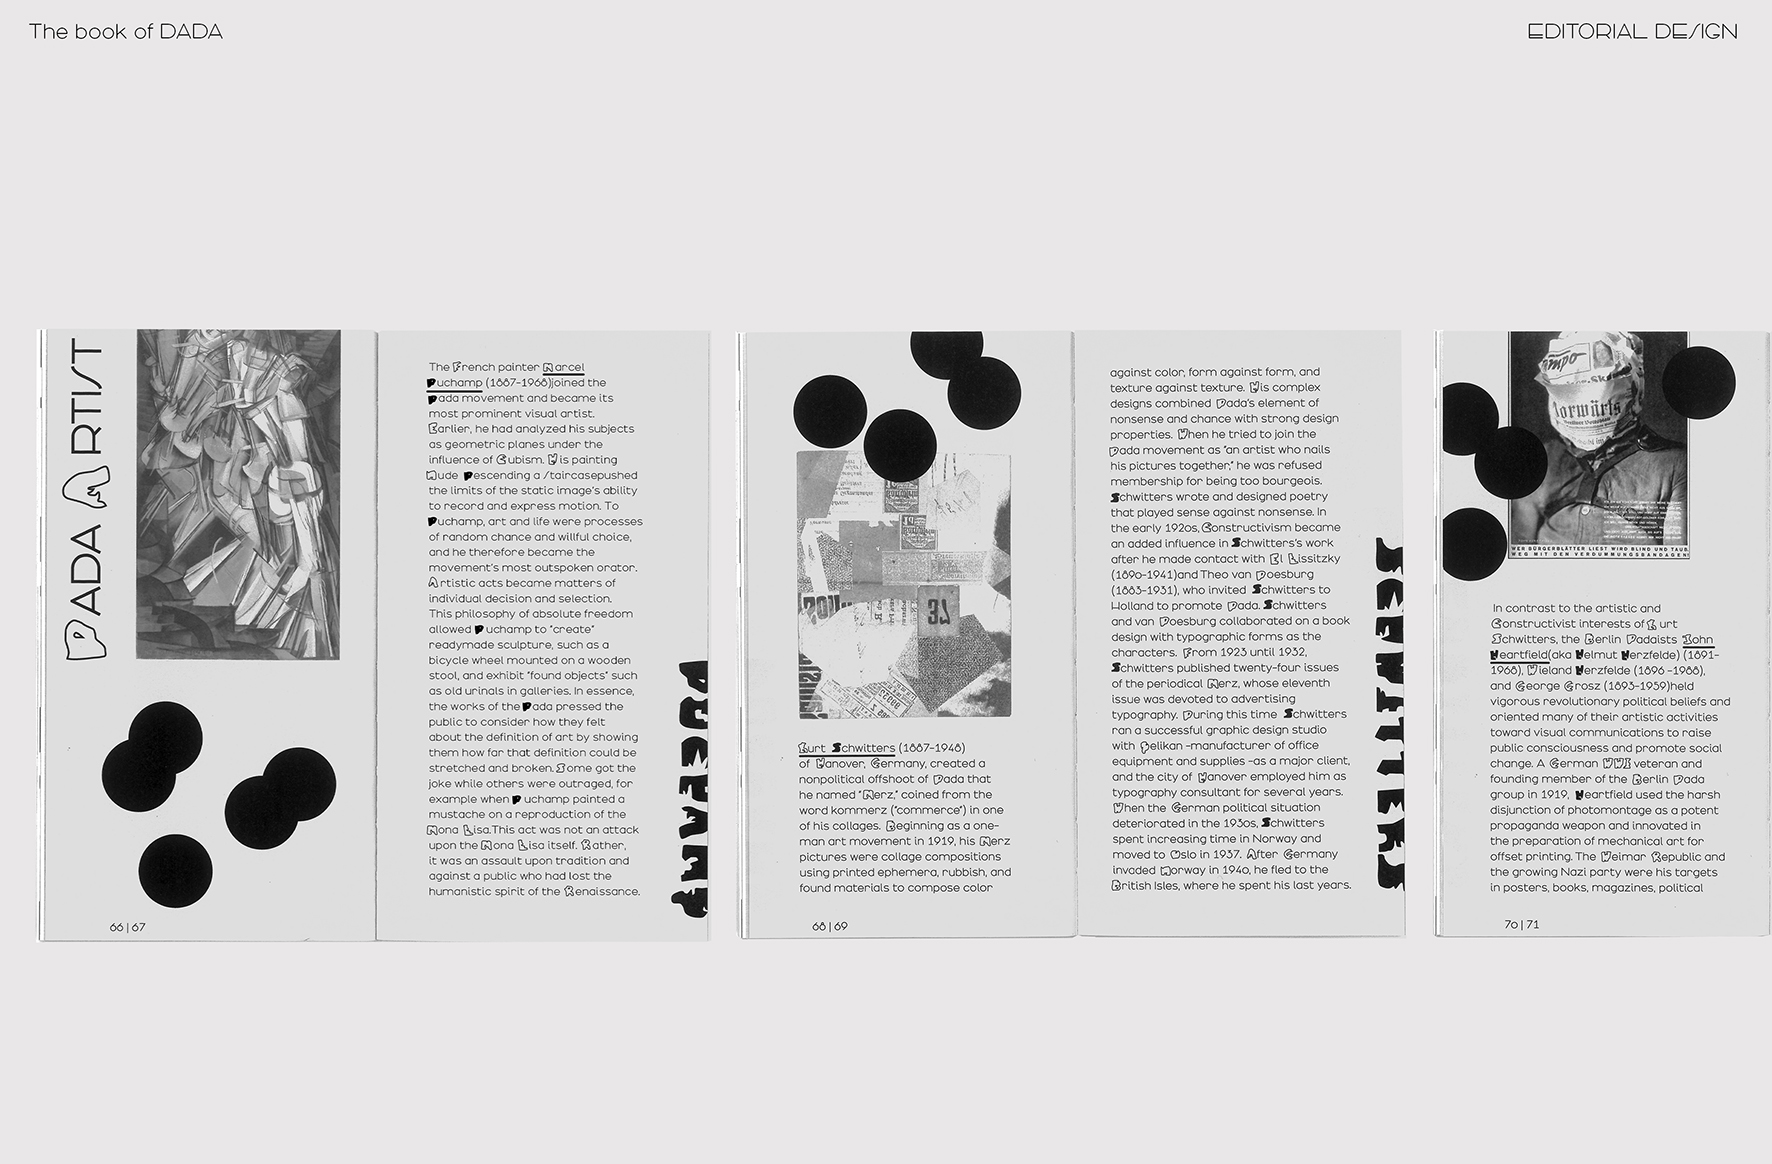 The book of DADA
EDITORIAL DESIGN
DADA ARTIST
66 | 67
The French painter Marcel
Duchamp (1887-1968)joined the
Dada movement and became its
most prominent visual artist.
Earlier, he had analyzed his subjects
as geometric planes under the
influence of Cubism. His painting
Nude Descending a Staircasepushed
the limits of the static image's ability
to record and express motion. To
Duchamp, art and life were processes
of random chance and willful choice,
and he therefore became the
movement's most outspoken orator.
Artistic acts became matters of
individual decision and selection.
This philosophy of absolute freedom
allowed Duchamp to "create"
readymade sculpture, such as a
bicycle wheel mounted on a wooden
stool, and exhibit "found objects" such
as old urinals in galleries. In essence,
the works of the Dada pressed the
public to consider how they felt
about the definition of art by showing
them how far that definition could be
stretched and broken. Some got the
joke while others were outraged, for
example when Duchamp painted a
mustache on a reproduction of the
Mona Lisa.This act was not an attack
upon the Mona Lisa itself. Rather,
it was an assault upon tradition and
against a public who had lost the
humanistic spirit of the Renaissance.
DUCHAMP
Kurt Schwitters (1887-1948)
of Hanover, Germany, created a
nonpolitical offshoot of Dada that
he named "Merz," coined from the
word kommerz ("commerce") in one
of his collages. Beginning as a one-
man art movement in 1919, his Merz
pictures were collage compositions
using printed ephemera, rubbish, and
found materials to compose color
68 | 69
against color, form against form, and
texture against texture. His complex
designs combined Dada's element of
nonsense and chance with strong design
properties. When he tried to join the
Dada movement as "an artist who nails
his pictures together," he was refused
membership for being too bourgeois.
Schwitters wrote and designed poetry
that played sense against nonsense. In
the early 1920s, Constructivism became
an added influence in Schwitters's work
after he made contact with El Lissitzky
(1890-1941)and Theo van Doesburg
(1883-1931), who invited Schwitters to
Holland to promote Dada. Schwitters
and van Doesburg collaborated on a book
design with typographic forms as the
characters. From 1923 until 1932,
Schwitters published twenty-four issues
of the periodical Merz, whose eleventh
issue was devoted to advertising
typography. During this time Schwitters
ran a successful graphic design studio
with Pelikan -manufacturer of office
equipment and supplies -as a major client,
and the city of Hanover employed him as
typography consultant for several years.
When the German political situation
deteriorated in the 1930s, Schwitters
spent increasing time in Norway and
moved to Oslo in 1937. After Germany
invaded Norway in 1940, he fled to the
British Isles, where he spent his last years.
SCHWITTERS
Vorwärts
WER BÜRGERBLÄTTER LIEST WIRD BLIND UND TAUB.
WEG MIT DEN VERDUMMUNGSBANDAGEN!
In contrast to the artistic and
Constructivist interests of Kurt
Schwitters, the Berlin Dadaists John
Heartfield(aka Helmut Herzfelde) (1891-
1968), Wieland Herzfelde (1896 -1988),
and George Grosz (1893-1959)held
vigorous revolutionary political beliefs and
oriented many of their artistic activities
toward visual communications to raise
public consciousness and promote social
change. A German WWI veteran and
founding member of the Berlin Dada
group in 1919, Heartfield used the harsh
disjunction of photomontage as a potent
propaganda weapon and innovated in
the preparation of mechanical art for
offset printing. The Weimar Republic and
the growing Nazi party were his targets
in posters, books, magazines, political
70 | 71